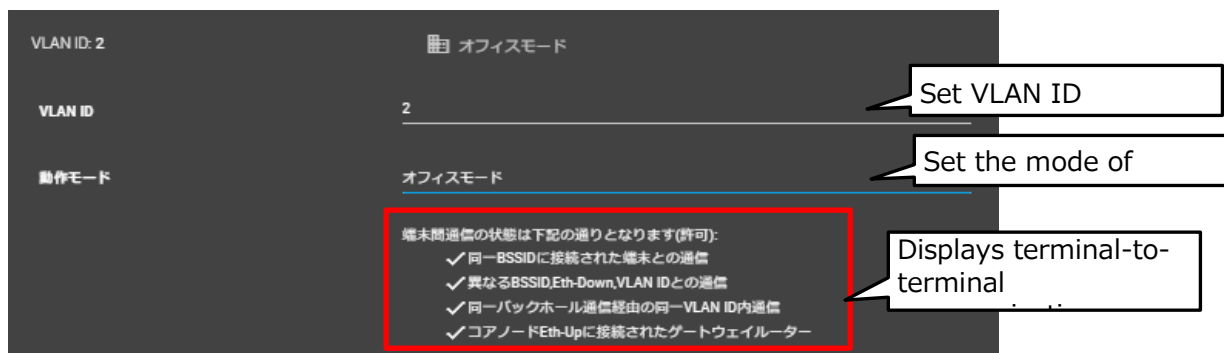 VLAN ID: 2
オフィスモード
Set VLAN ID
VLAN ID
2
Set the mode of
動作モード
オフィスモード
端末間通信の状態は下記の通りとなります(許可):
✓同一BSSIDに接続された端末との通信
✓異なるBSSID,Eth-Down,VLAN IDとの通信
✓同一バックホール通信経由の同一VLAN ID内通信
✓コアノードEth-Upに接続されたゲートウェイルーター
Displays terminal-to-
terminal